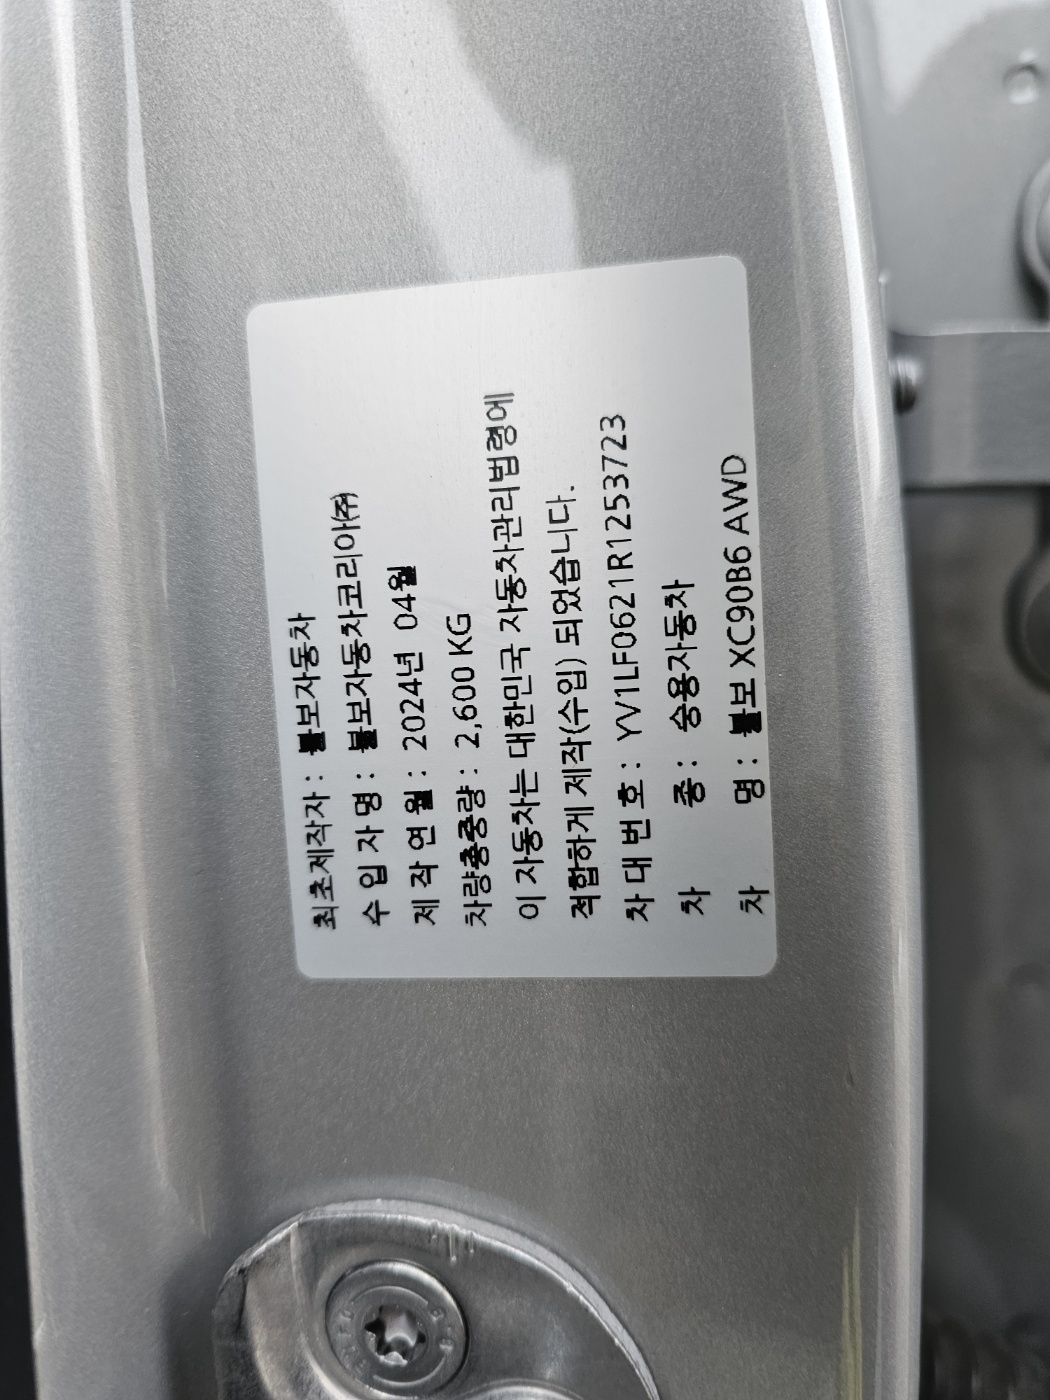 최초제작자 : 볼보자동차
수 입 자 명 : 볼보자동차코리아㈜
제 작 연 월 : 2024년 04월
차량총중량 : 2,600 KG
이 자동차는 대한민국 자동차관리법령에
적합하게 제작(수입) 되었습니다.
차 대 번 호 : YV1LF0621R1253723
차 종 : 승용자동차
차 명 : 볼보 XC90B6 AWD